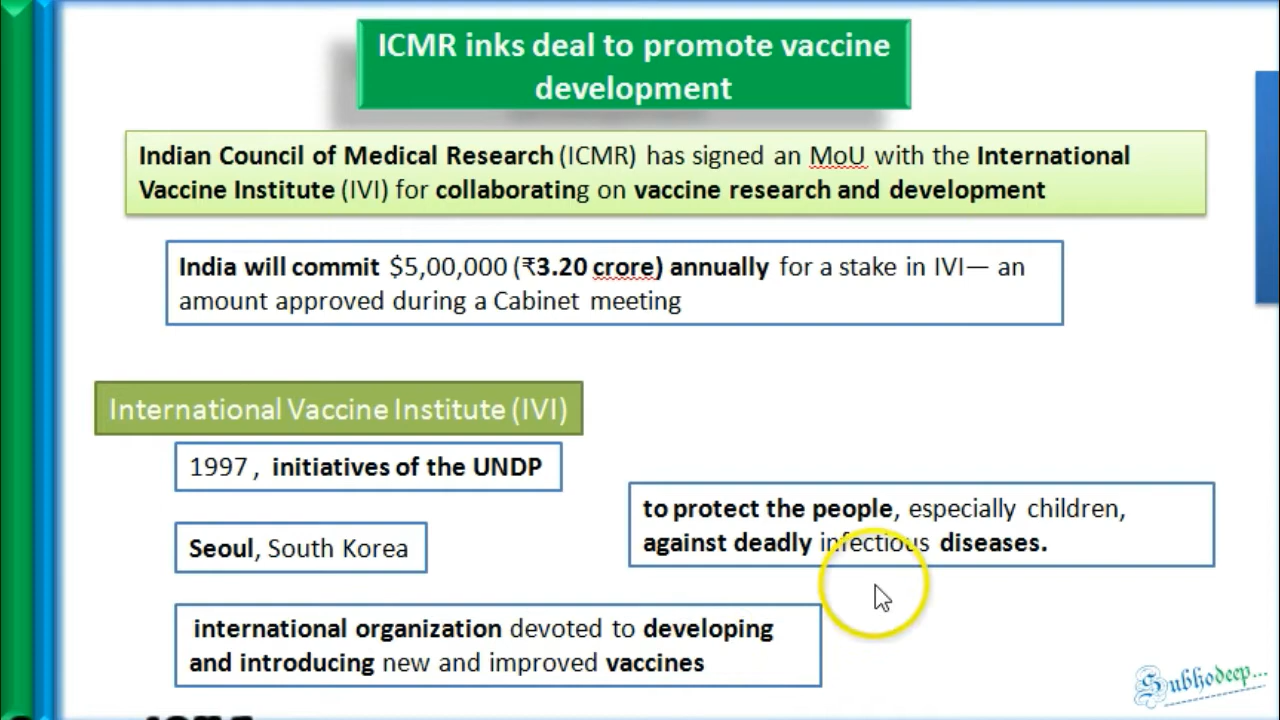 ICMR inks deal to promote vaccine
development
Indian Council of Medical Research (ICMR) has signed an MoU with the International
Vaccine Institute (IVI) for collaborating on vaccine research and development
India will commit $5,00,000 (₹3.20 crore) annually for a stake in IVI— an
amount approved during a Cabinet meeting
International Vaccine Institute (IVI)
1997 , initiatives of the UNDP
to protect the people, especially children,
against deadly infectious diseases.
Seoul, South Korea
international organization devoted to developing
and introducing new and improved vaccines
Subhodeep...